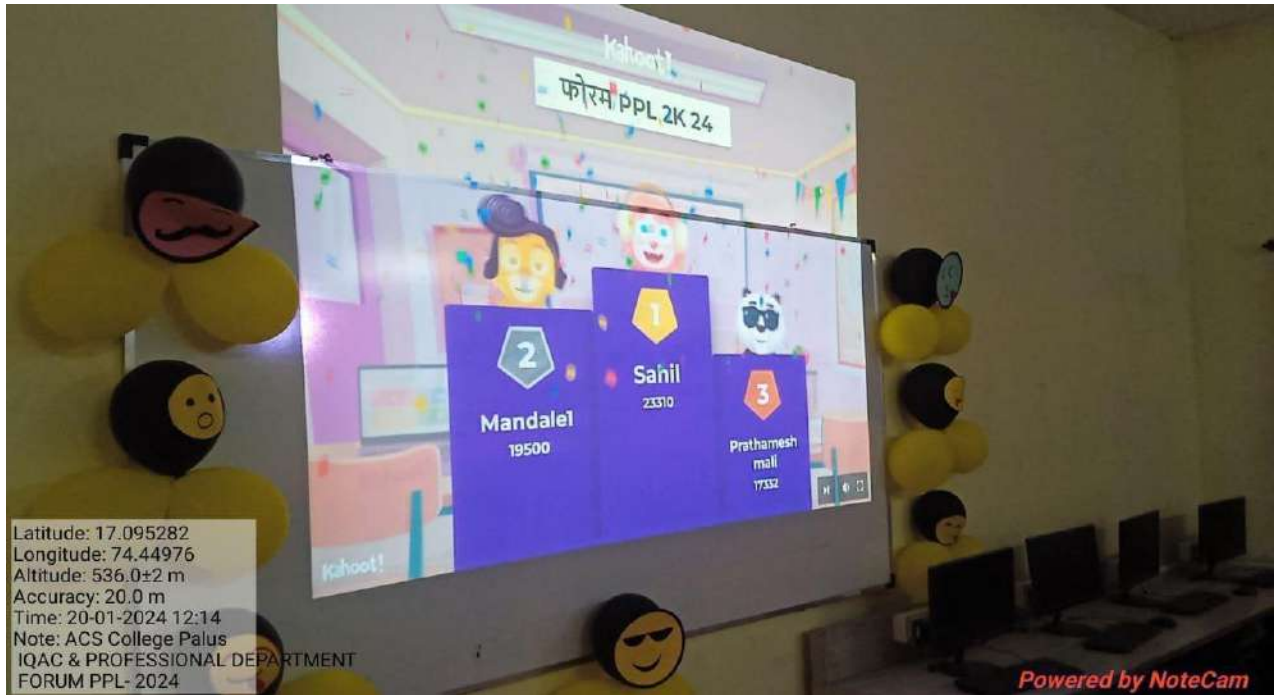 Kahoot!
फोरम PPL 2K 24
1
Sahil
23310
2
Mandale1
19500
3
Prathamesh
mali
17332
Kahoot!
Latitude: 17.095282
Longitude: 74.44976
Altitude: 536.0±2 m
Accuracy: 20.0 m
Time: 20-01-2024 12:14
Note: ACS College Palus
IQAC & PROFESSIONAL DEPARTMENT
FORUM PPL- 2024
Powered by NoteCam